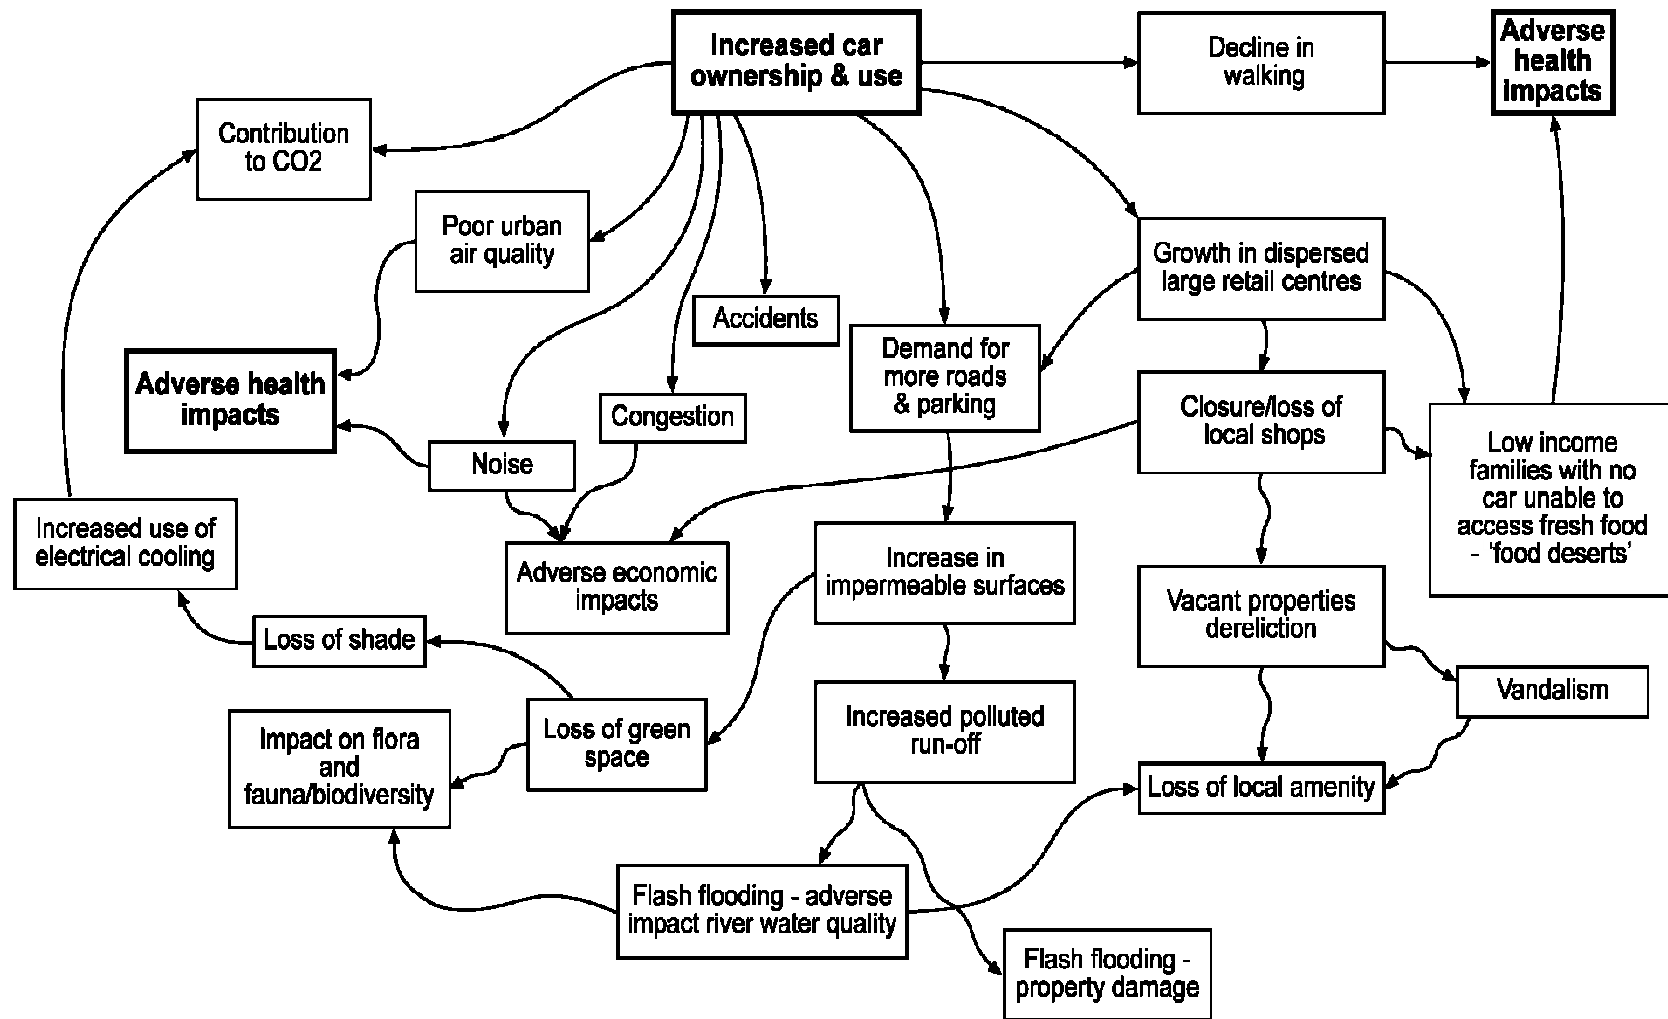 Increased car
ownership & use
Decline in
walking
Adverse
health
impacts
Contribution
to CO2
Poor urban
air quality
Growth in dispersed
large retail centres
Accidents
Demand for
more roads
& parking
Adverse health
impacts
Congestion
Closure/loss of
local shops
Noise
Low income
families with no
car unable to
access fresh food
- ‘food deserts’
Increased use of
electrical cooling
Adverse economic
impacts
Increase in
impermeable surfaces
Vacant properties
dereliction
Loss of shade
Vandalism
Impact on flora
and
fauna/biodiversity
Loss of green
space
Increased polluted
run-off
Loss of local amenity
Flash flooding - adverse
impact river water quality
Flash flooding -
property damage